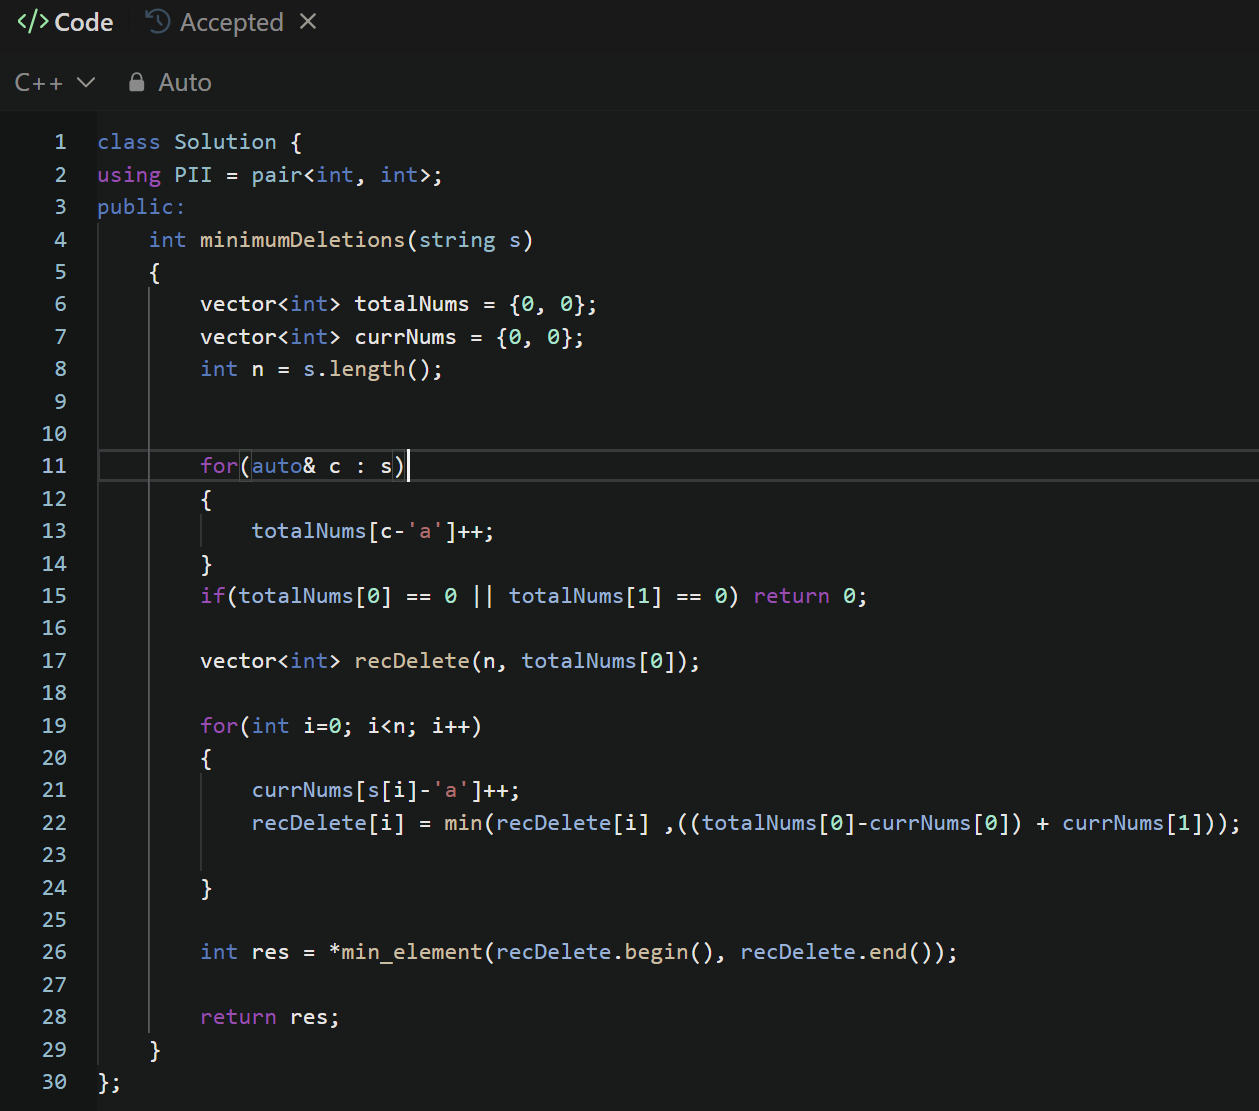 </> Code Accepted ×
C++ Auto
1 class Solution {
2 using PII = pair<int, int>;
3 public:
4     int minimumDeletions(string s)
5     {
6         vector<int> totalNums = {0, 0};
7         vector<int> currNums = {0, 0};
8         int n = s.length();
9
10
11         for(auto& c : s)
12         {
13             totalNums[c-'a']++;
14         }
15         if(totalNums[0] == 0 || totalNums[1] == 0) return 0;
16
17         vector<int> recDelete(n, totalNums[0]);
18
19         for(int i=0; i<n; i++)
20         {
21             currNums[s[i]-'a']++;
22             recDelete[i] = min(recDelete[i] ,((totalNums[0]-currNums[0]) + currNums[1]));
23
24         }
25
26         int res = *min_element(recDelete.begin(), recDelete.end());
27
28         return res;
29     }
30 };